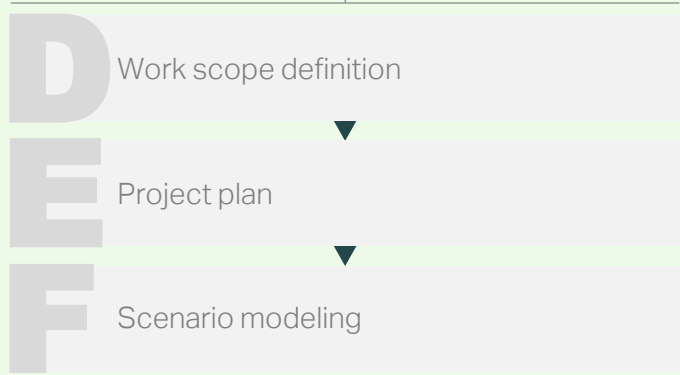 D Work scope definition
E Project plan
F Scenario modeling